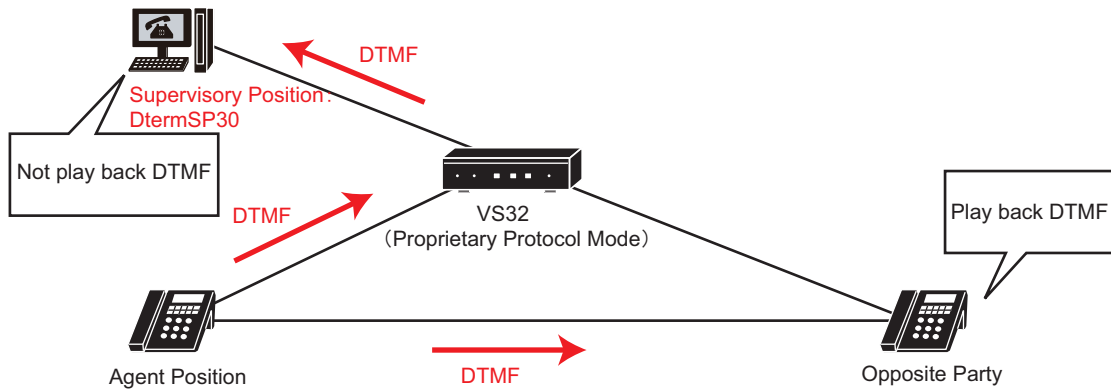 DTMF
Supervisory Position:
DtermSP30
Not play back DTMF
DTMF
VS32
（Proprietary Protocol Mode）
Play back DTMF
Agent Position
DTMF
Opposite Party